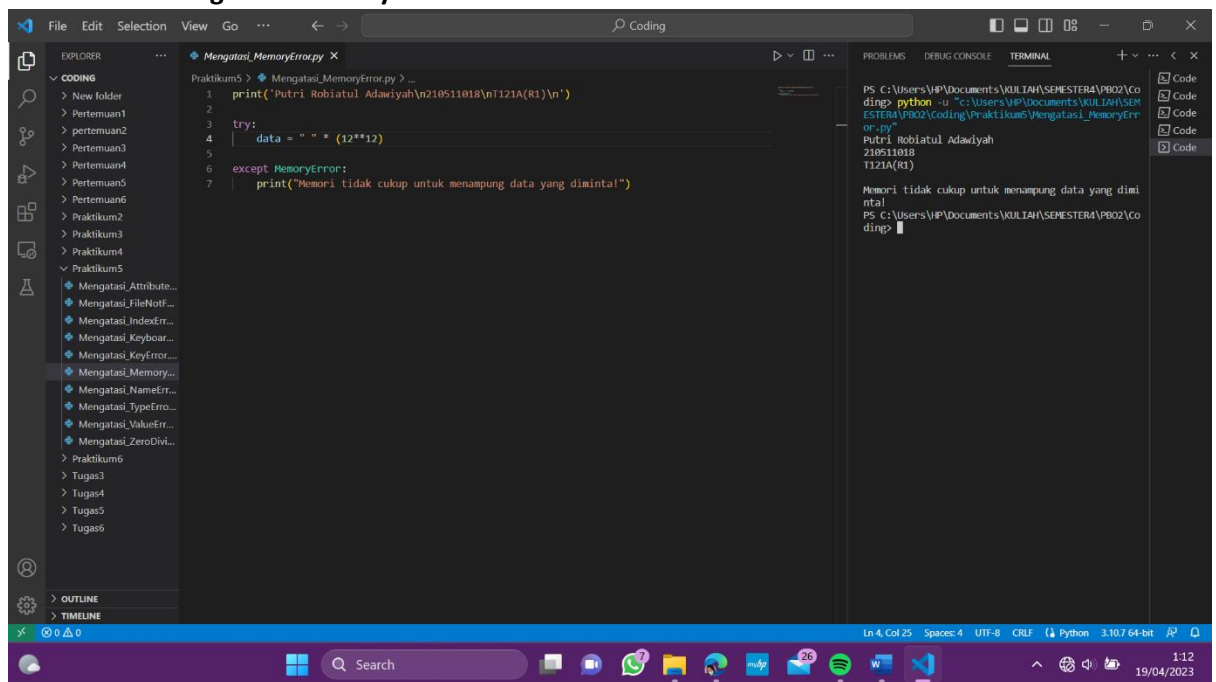 File Edit Selection View Go ··· Coding
EXPLORER ···
CODING
New folder
Pertemuan1
pertemuan2
Pertemuan3
Pertemuan4
Pertemuan5
Pertemuan6
Praktikum2
Praktikum3
Praktikum4
Praktikum5
Mengatasi_Attribute...
Mengatasi_FileNotF...
Mengatasi_IndexErr...
Mengatasi_Keyboar...
Mengatasi_KeyError....
Mengatasi_Memory...
Mengatasi_NameErr...
Mengatasi_TypeErro...
Mengatasi_ValueErr...
Mengatasi_ZeroDivi...
Praktikum6
Tugas3
Tugas4
Tugas5
Tugas6
OUTLINE
TIMELINE
Mengatasi_MemoryError.py
Praktikum5 > Mengatasi_MemoryError.py > ...
1 print('Putri Robiatul Adawiyah\n210511018\nT121A(R1)\n')
2
3 try:
4 data = " " * (12**12)
5
6 except MemoryError:
7 print("Memori tidak cukup untuk menampung data yang diminta!")
PROBLEMS DEBUG CONSOLE TERMINAL
PS C:\Users\HP\Documents\KULIAH\SEMESTER4\PBO2\Co
ding> python -u "c:\Users\HP\Documents\KULIAH\SEM
ESTER4\PBO2\Coding\Praktikum5\Mengatasi_MemoryErr
or.py"
Putri Robiatul Adawiyah
210511018
T121A(R1)
Memori tidak cukup untuk menampung data yang dimi
nta!
PS C:\Users\HP\Documents\KULIAH\SEMESTER4\PBO2\Co
ding>
Code
Code
Code
Code
Code
0 0 Ln 4, Col 25 Spaces: 4 UTF-8 CRLF Python 3.10.7 64-bit
Search 7 myhp 26 W 1:12
19/04/2023